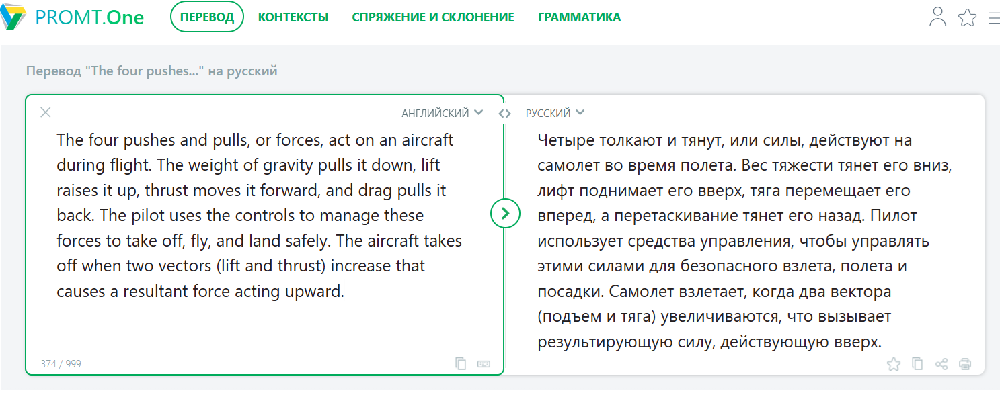 PROMT.One
ПЕРЕВОД
КОНТЕКСТЫ
СПРЯЖЕНИЕ И СКЛОНЕНИЕ
ГРАММАТИКА
Перевод "The four pushes..." на русский
АНГЛИЙСКИЙ
The four pushes and pulls, or forces, act on an aircraft
during flight. The weight of gravity pulls it down, lift
raises it up, thrust moves it forward, and drag pulls it
back. The pilot uses the controls to manage these
forces to take off, fly, and land safely. The aircraft takes
off when two vectors (lift and thrust) increase that
causes a resultant force acting upward.
374 / 999
РУССКИЙ
Четыре толкают и тянут, или силы, действуют на
самолет во время полета. Вес тяжести тянет его вниз,
лифт поднимает его вверх, тяга перемещает его
вперед, а перетаскивание тянет его назад. Пилот
использует средства управления, чтобы управлять
этими силами для безопасного взлета, полета и
посадки. Самолет взлетает, когда два вектора
(подъем и тяга) увеличиваются, что вызывает
результирующую силу, действующую вверх.